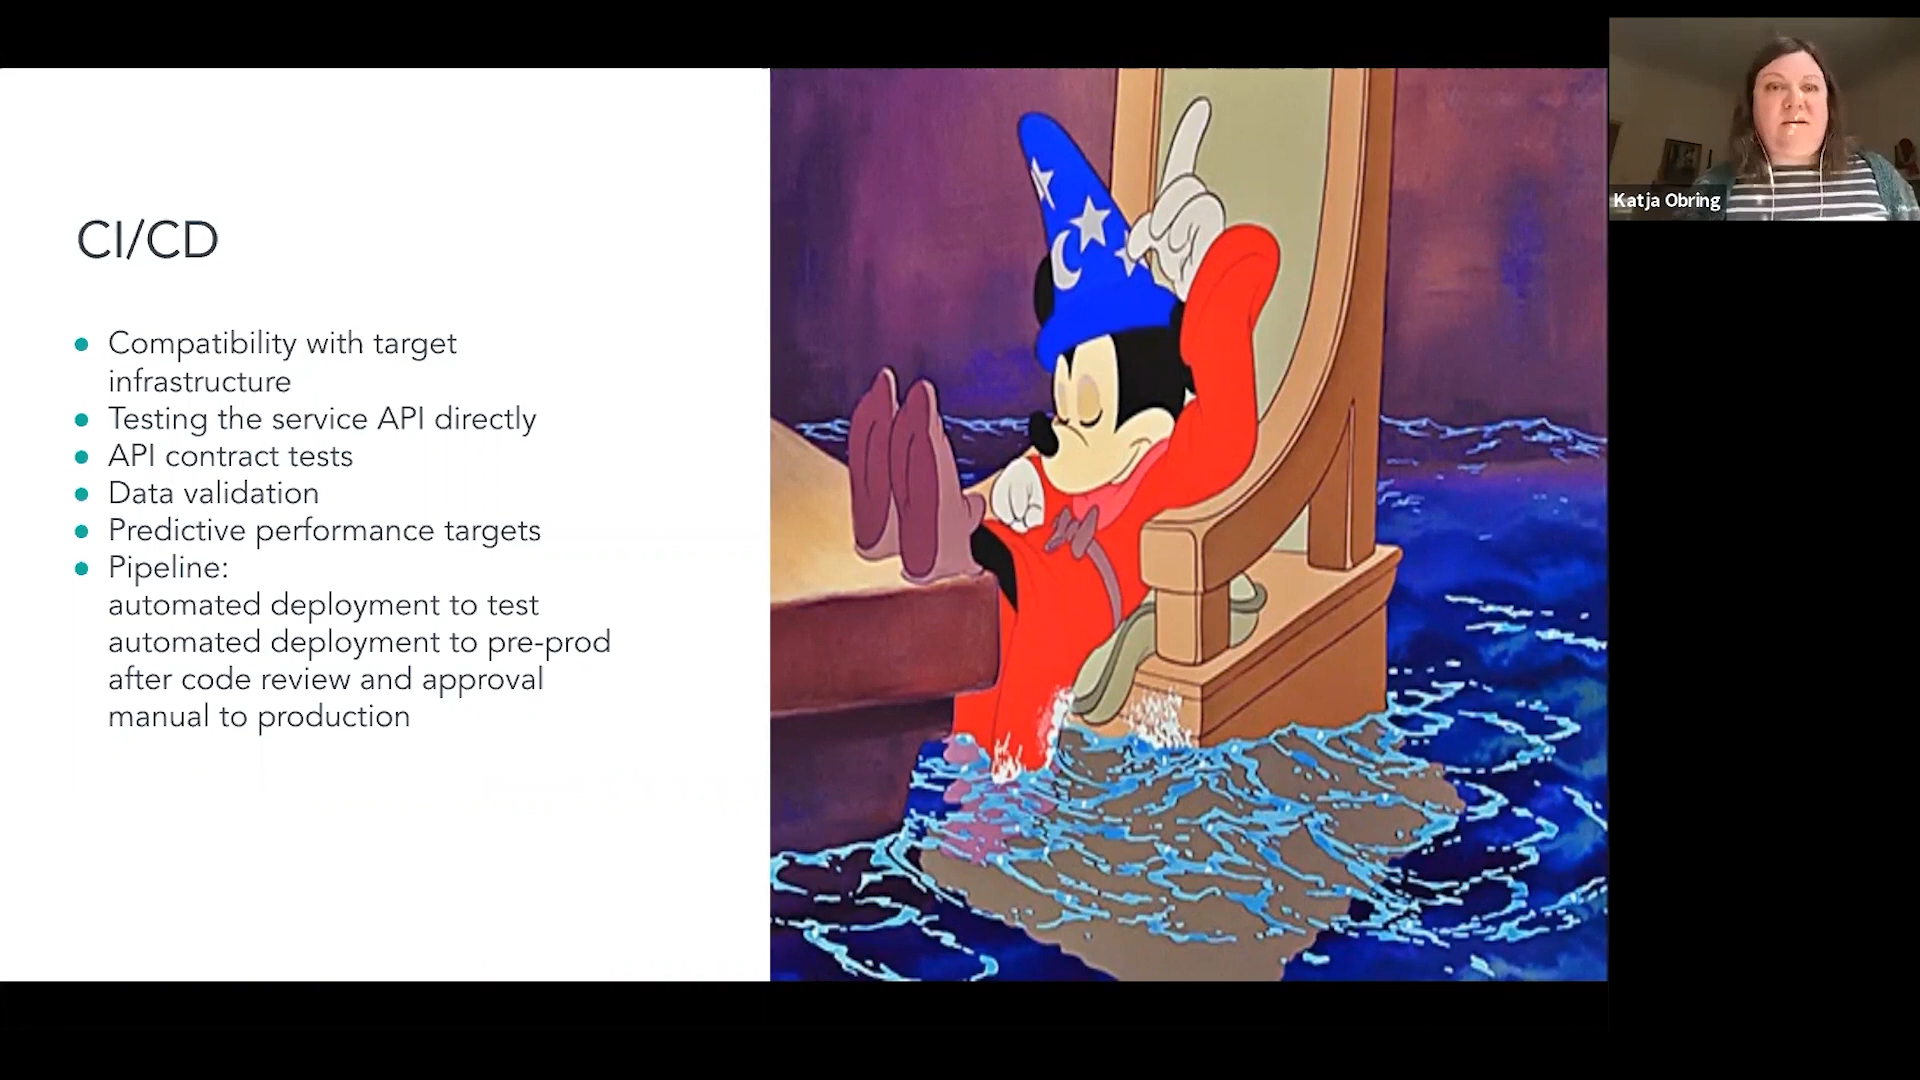 CI/CD
Compatibility with target
infrastructure
Testing the service API directly
API contract tests
Data validation
Predictive performance targets
Pipeline:
automated deployment to test
automated deployment to pre-prod
after code review and approval
manual to production
Katja Obring